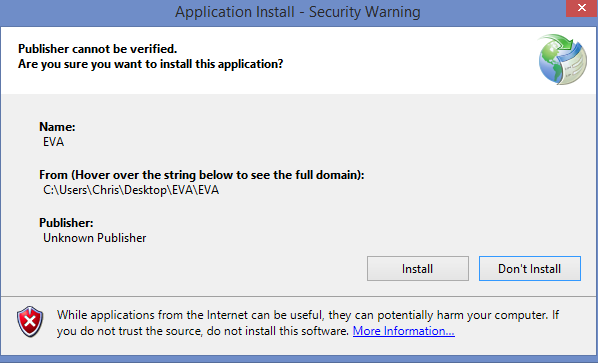 Application Install - Security Warning
Publisher cannot be verified.
Are you sure you want to install this application?
Name:
EVA
From (Hover over the string below to see the full domain):
C:\Users\Chris\Desktop\EVA\EVA
Publisher:
Unknown Publisher
Install
Don't Install
While applications from the Internet can be useful, they can potentially harm your computer. If
you do not trust the source, do not install this software. More Information...